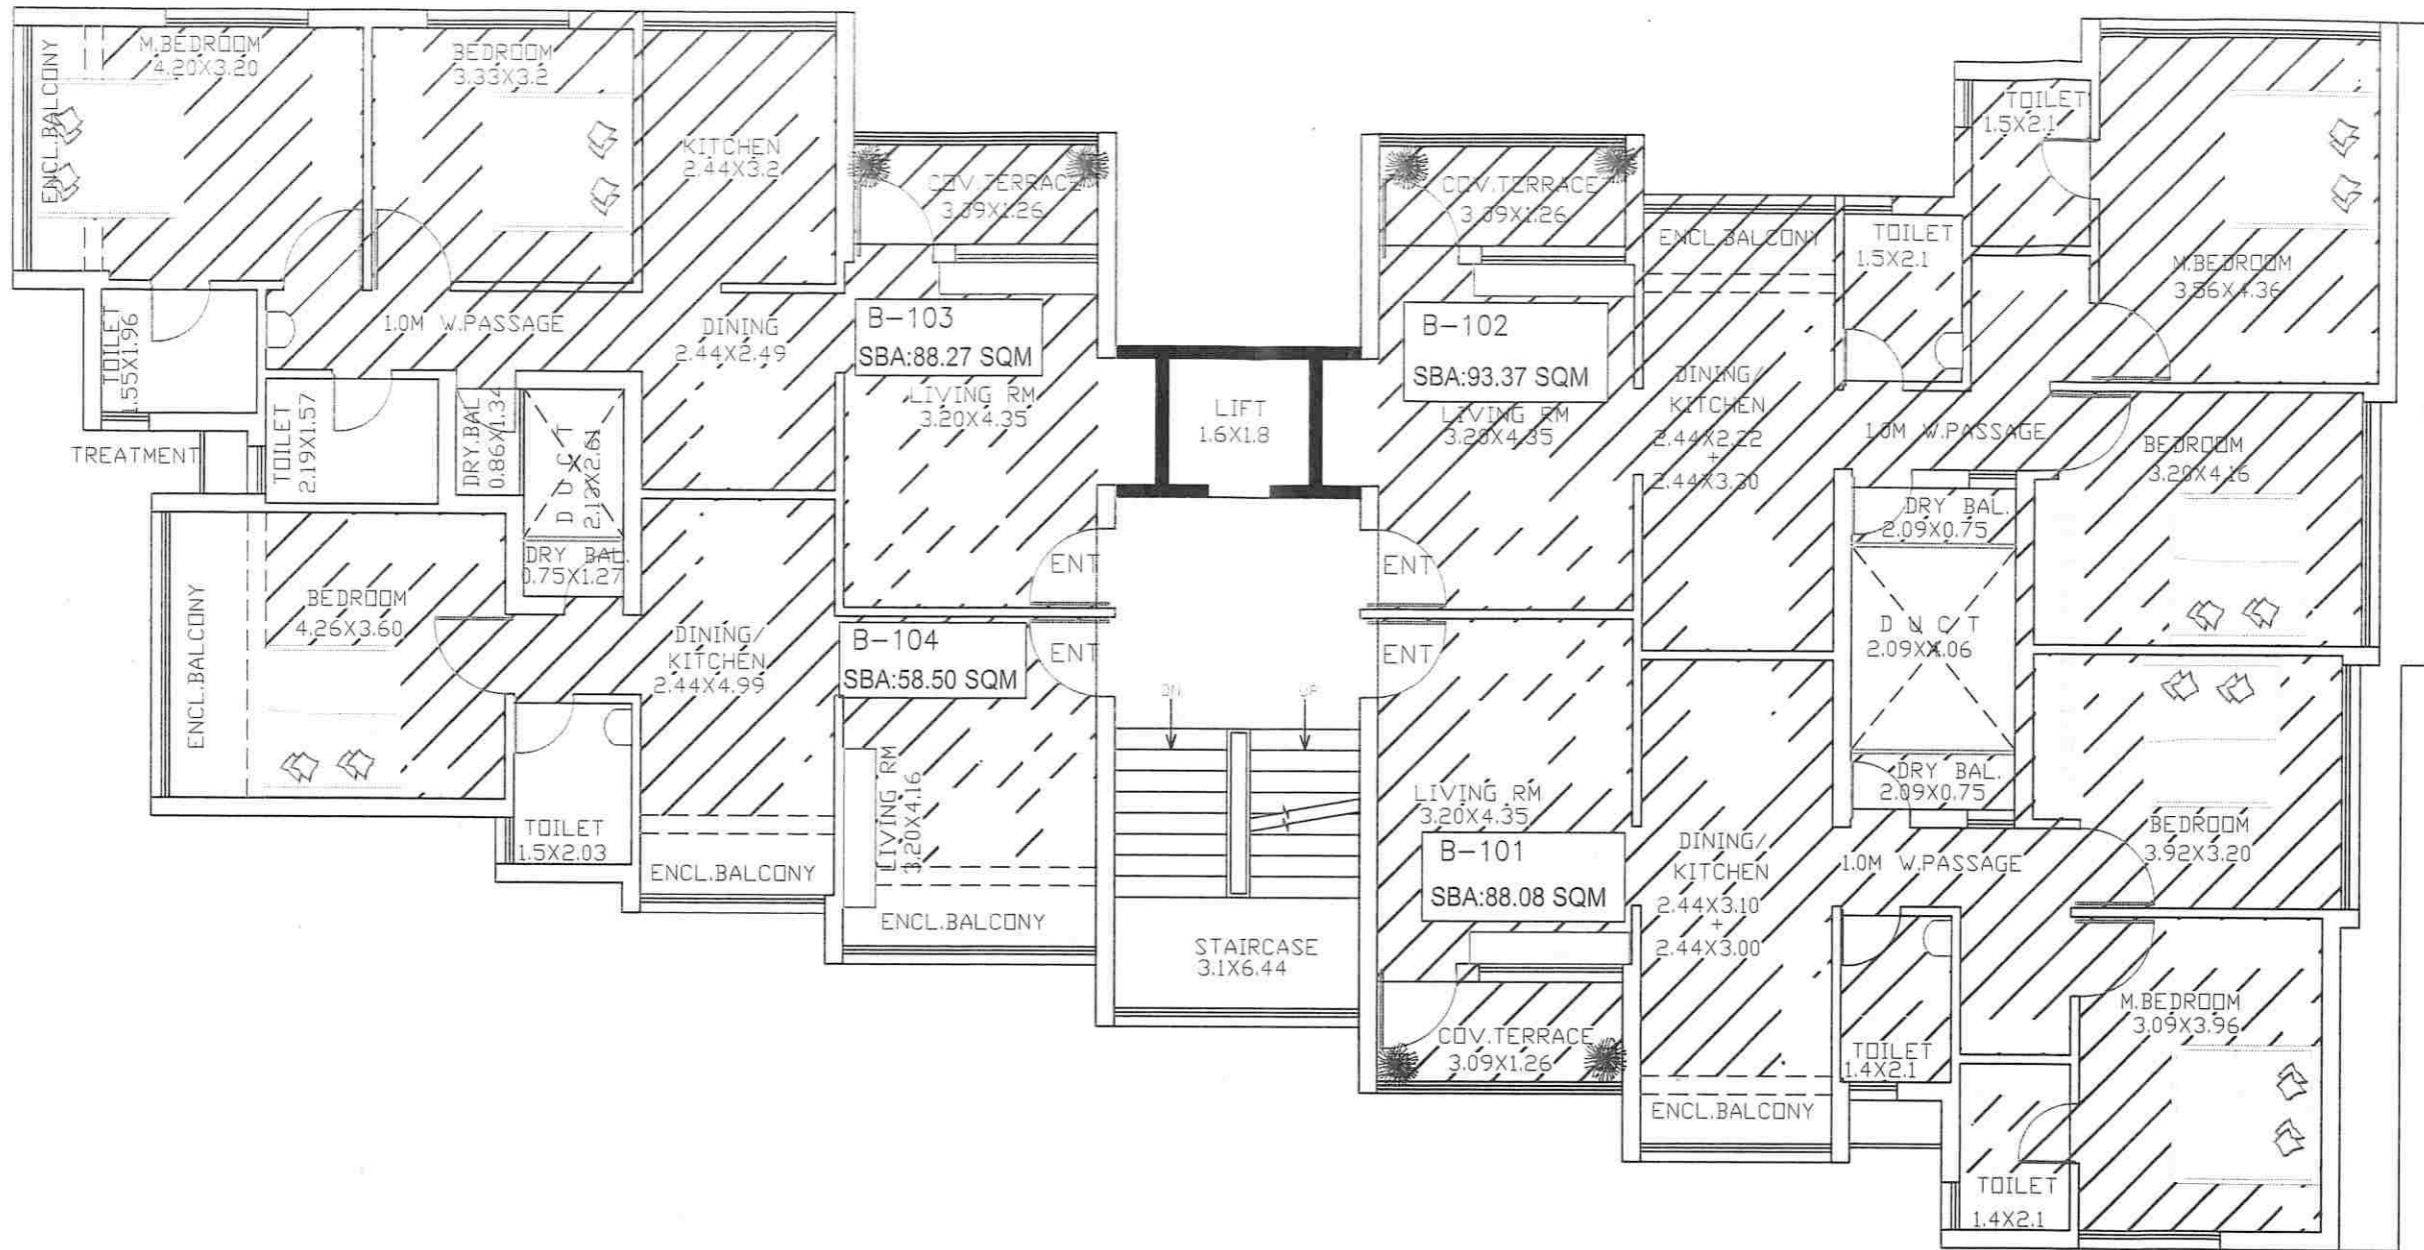 M.BEDROOM
4.20X3.20
ENCL.BALCONY
BEDROOM
3.33X3.2
KITCHEN
2.44X3.2
COV.TERRACE
3.09X1.26
TOILET
1.55X1.96
1.0M W.PASSAGE
DINING
2.44X2.49
B-103
SBA:88.27 SQM
LIVING RM
3.20X4.35
TREATMENT
TOILET
2.19X1.57
DRY.BAL
0.86X1.34
DUCT
DRY BAL.
0.75X1.27
ENT
LIFT
1.6X1.8
COV.TERRACE
3.09X1.26
ENCL.BALCONY
TOILET
1.5X2.1
TOILET
1.5X2.1
M.BEDROOM
3.56X4.36
B-102
SBA:93.37 SQM
LIVING RM
3.20X4.35
DINING/
KITCHEN
2.44X2.22
+
2.44X3.30
1.0M W.PASSAGE
BEDROOM
3.20X4.16
DRY BAL.
2.09X0.75
ENT
DUCT
ENCL.BALCONY
BEDROOM
4.26X3.60
DINING/
KITCHEN
2.44X4.99
B-104
SBA:58.50 SQM
ENT
LIVING RM
3.20X4.16
TOILET
1.5X2.03
ENCL.BALCONY
ENCL.BALCONY
DN
UP
STAIRCASE
3.1X6.44
ENT
LIVING RM
3.20X4.35
B-101
SBA:88.08 SQM
DINING/
KITCHEN
2.44X3.10
+
2.44X3.00
DRY BAL.
2.09X0.75
1.0M W.PASSAGE
BEDROOM
3.92X3.20
COV.TERRACE
3.09X1.26
ENCL.BALCONY
TOILET
1.4X2.1
M.BEDROOM
3.09X3.96
TOILET
1.4X2.1